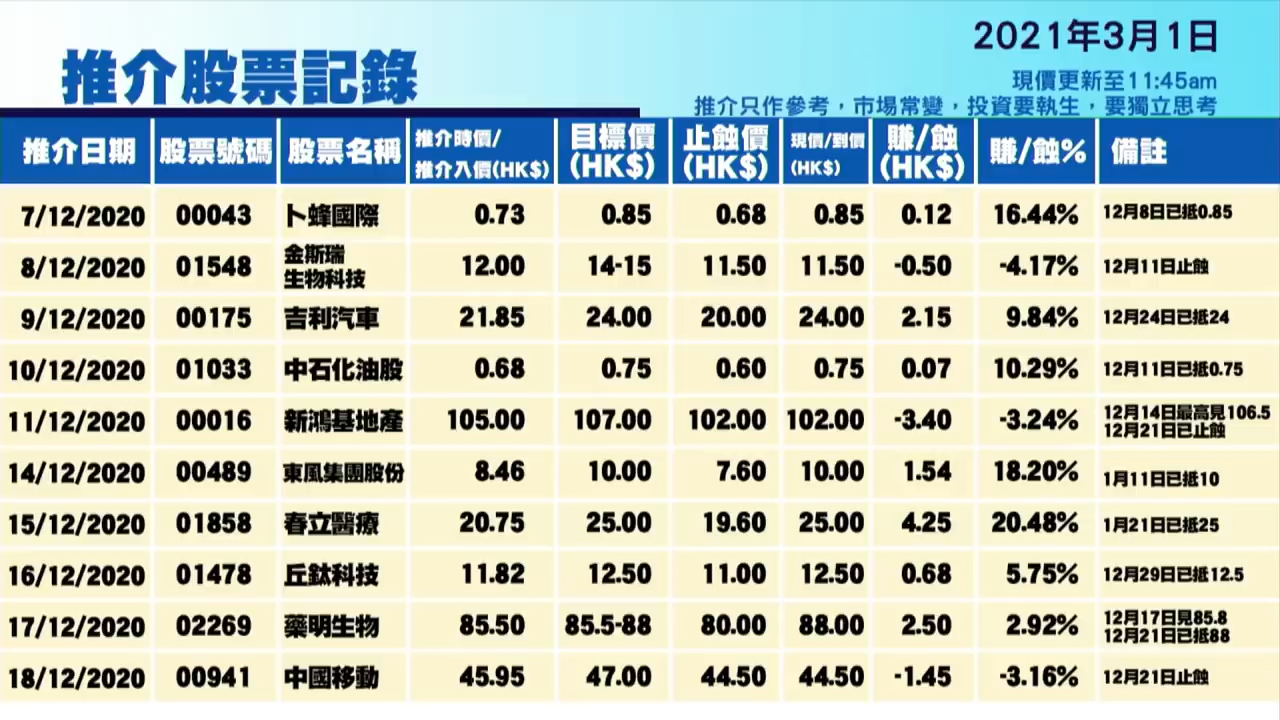 推介股票記錄
2021年3月1日
現價更新至11:45am
推介只作參考，市場常變，投資要執生，要獨立思考
推介日期 股票號碼 股票名稱 推介時價/推介入價(HK$) 目標價(HK$) 止蝕價(HK$) 現價/到價(HK$) 賺/蝕(HK$) 賺/蝕% 備註
7/12/2020 00043 卜蜂國際 0.73 0.85 0.68 0.85 0.12 16.44% 12月8日已抵0.85
8/12/2020 01548 金斯瑞生物科技 12.00 14-15 11.50 11.50 -0.50 -4.17% 12月11日止蝕
9/12/2020 00175 吉利汽車 21.85 24.00 20.00 24.00 2.15 9.84% 12月24日已抵24
10/12/2020 01033 中石化油股 0.68 0.75 0.60 0.75 0.07 10.29% 12月11日已抵0.75
11/12/2020 00016 新鴻基地產 105.00 107.00 102.00 102.00 -3.40 -3.24% 12月14日最高見106.5 12月21日已止蝕
14/12/2020 00489 東風集團股份 8.46 10.00 7.60 10.00 1.54 18.20% 1月11日已抵10
15/12/2020 01858 春立醫療 20.75 25.00 19.60 25.00 4.25 20.48% 1月21日已抵25
16/12/2020 01478 丘鈦科技 11.82 12.50 11.00 12.50 0.68 5.75% 12月29日已抵12.5
17/12/2020 02269 藥明生物 85.50 85.5-88 80.00 88.00 2.50 2.92% 12月17日見85.8 12月21日已抵88
18/12/2020 00941 中國移動 45.95 47.00 44.50 44.50 -1.45 -3.16% 12月21日止蝕